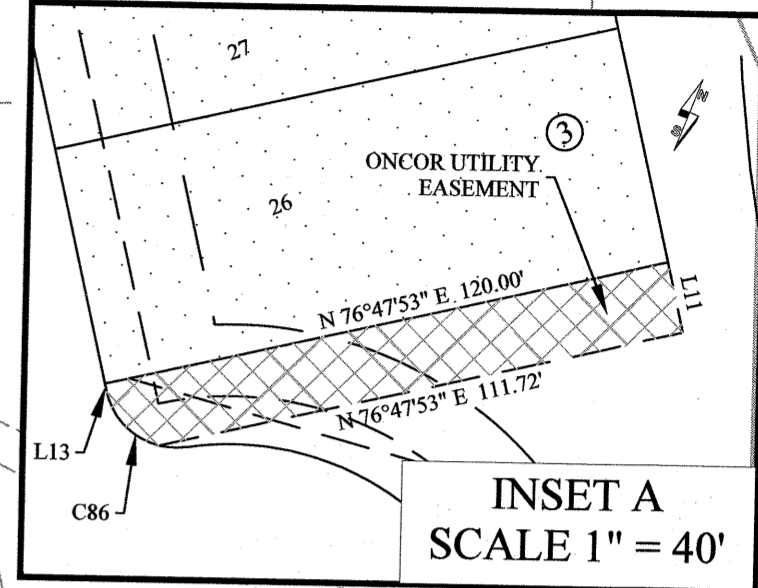 27
3
N
S
ONCOR UTILITY
EASEMENT
26
N 76°47'53" E 120.00'
L11
N 76°47'53" E 111.72'
L13
C86
INSET A
SCALE 1" = 40'